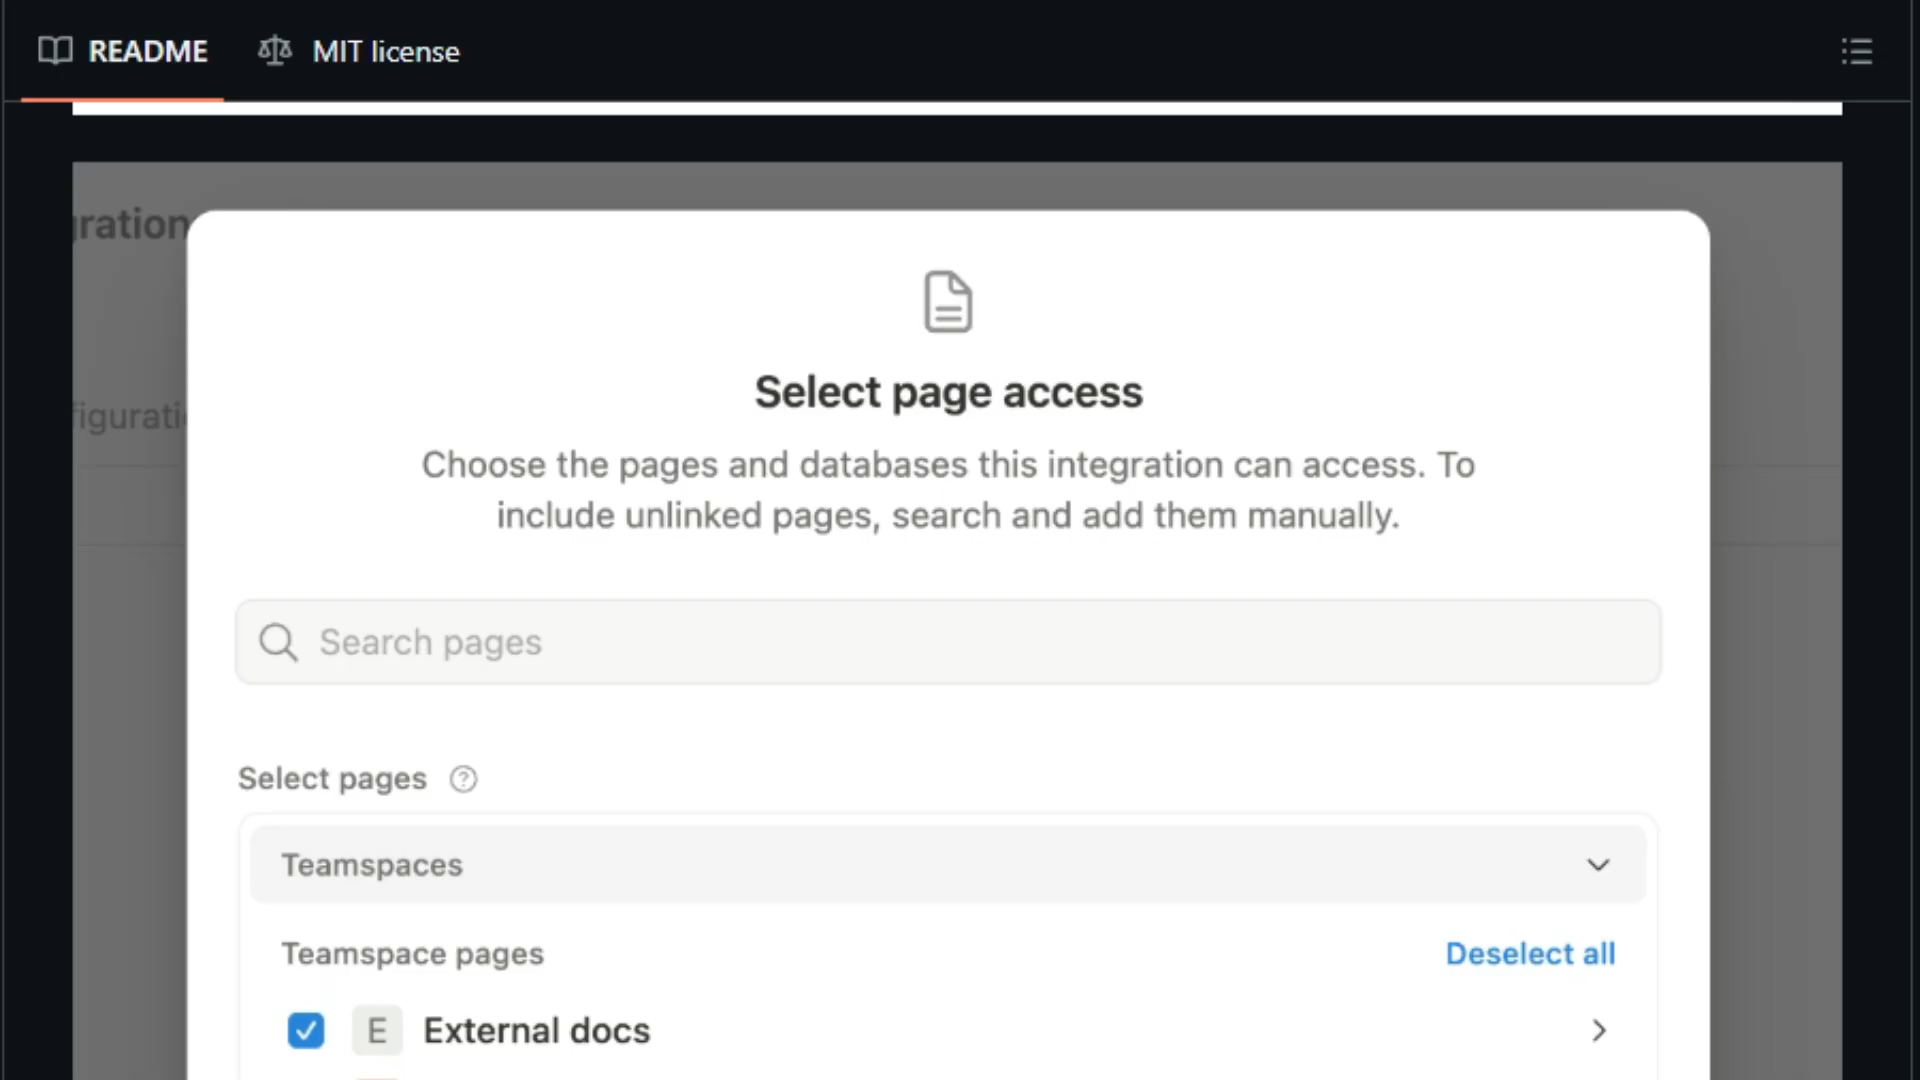 README
MIT license
gration
figurati
Select page access
Choose the pages and databases this integration can access. To
include unlinked pages, search and add them manually.
Search pages
Select pages
Teamspaces
Teamspace pages
Deselect all
E
External docs